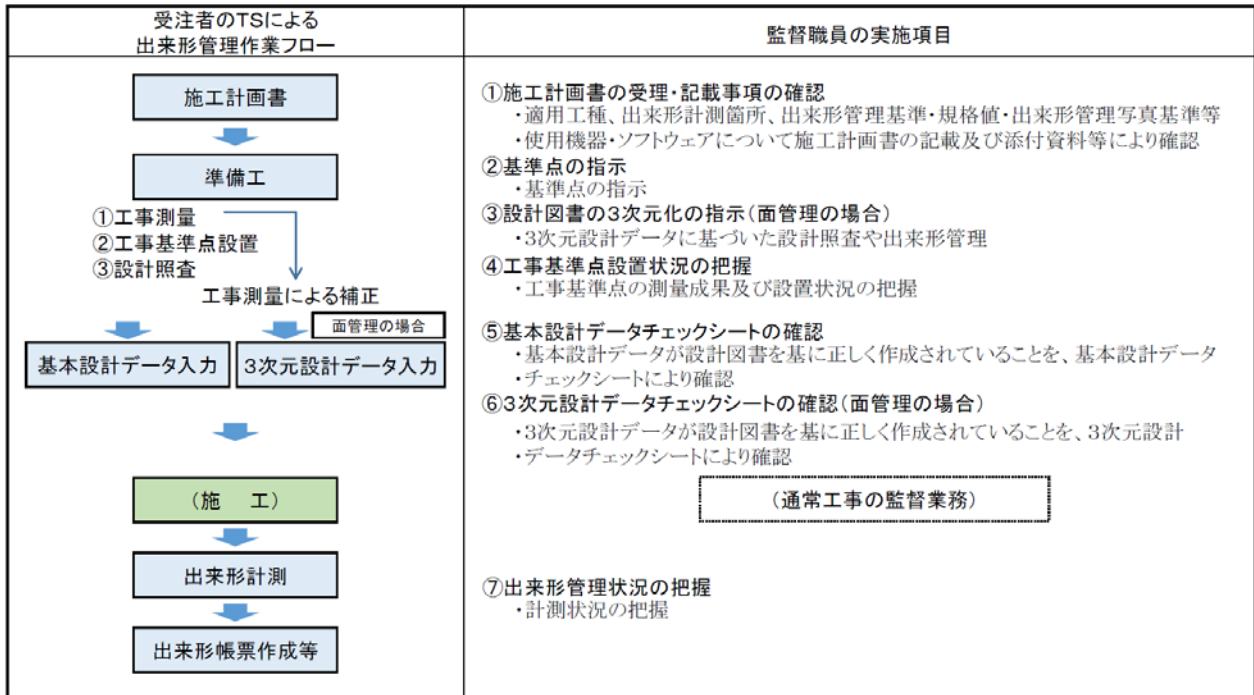 受注者のTSによる
出来形管理作業フロー
施工計画書
準備工
①工事測量
②工事基準点設置
③設計照査
工事測量による補正
面管理の場合
基本設計データ入力
3次元設計データ入力
（施　工）
出来形計測
出来形帳票作成等
監督職員の実施項目
①施工計画書の受理・記載事項の確認
・適用工種、出来形計測箇所、出来形管理基準・規格値・出来形管理写真基準等
・使用機器・ソフトウェアについて施工計画書の記載及び添付資料等により確認
②基準点の指示
・基準点の指示
③設計図書の３次元化の指示（面管理の場合）
・３次元設計データに基づいた設計照査や出来形管理
④工事基準点設置状況の把握
・工事基準点の測量成果及び設置状況の把握
⑤基本設計データチェックシートの確認
・基本設計データが設計図書を基に正しく作成されていることを、基本設計データ
・チェックシートにより確認
⑥３次元設計データチェックシートの確認（面管理の場合）
・３次元設計データが設計図書を基に正しく作成されていることを、３次元設計
・データチェックシートにより確認
（通常工事の監督業務）
⑦出来形管理状況の把握
・計測状況の把握